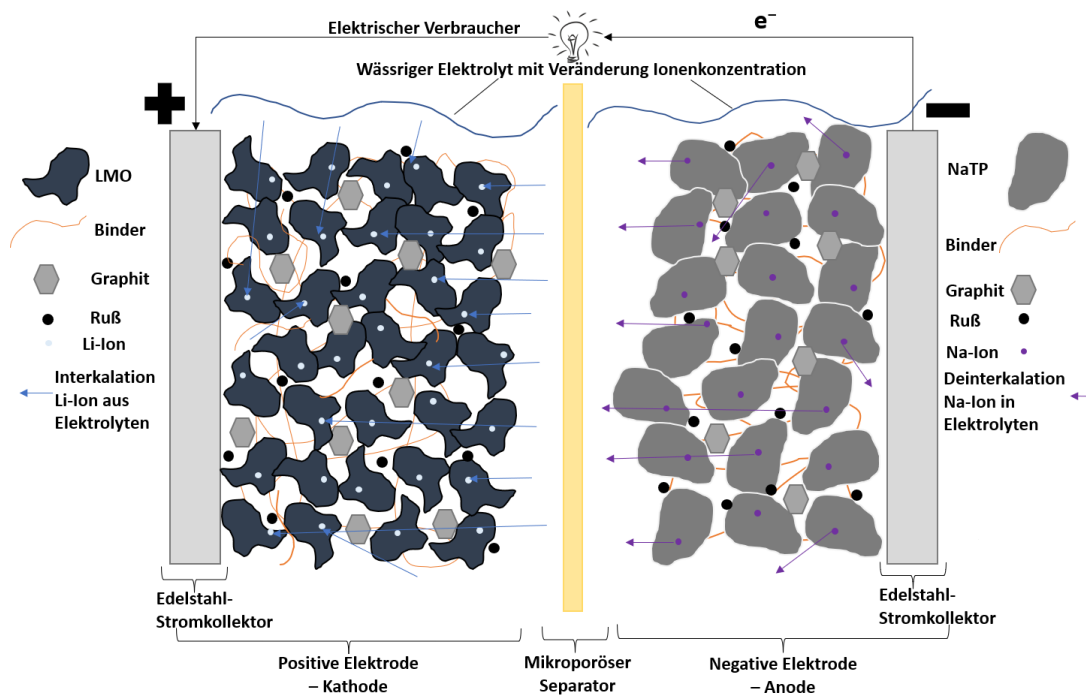 Elektrischer Verbraucher
e⁻
Wässriger Elektrolyt mit Veränderung Ionenkonzentration
+
−
LMO
Binder
Graphit
Ruß
Li-Ion
Interkalation
Li-Ion aus
Elektrolyten
NaTP
Binder
Graphit
Ruß
Na-Ion
Deinterkalation
Na-Ion in
Elektrolyten
Edelstahl-
Stromkollektor
Edelstahl-
Stromkollektor
Positive Elektrode
– Kathode
Mikroporöser
Separator
Negative Elektrode
– Anode